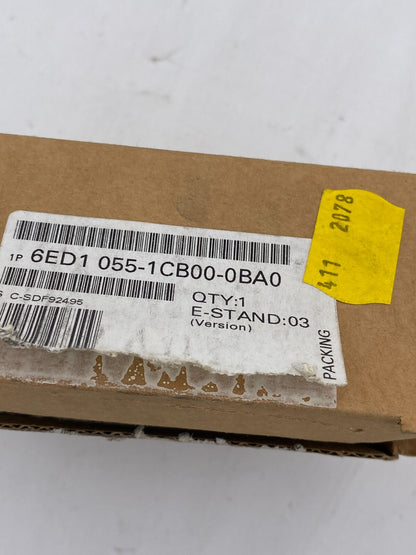 1P 6ED1 055-1CB00-0BA0
S C-SDF92495
QTY:1
E-STAND:03
(Version)
PACKING
411 2078